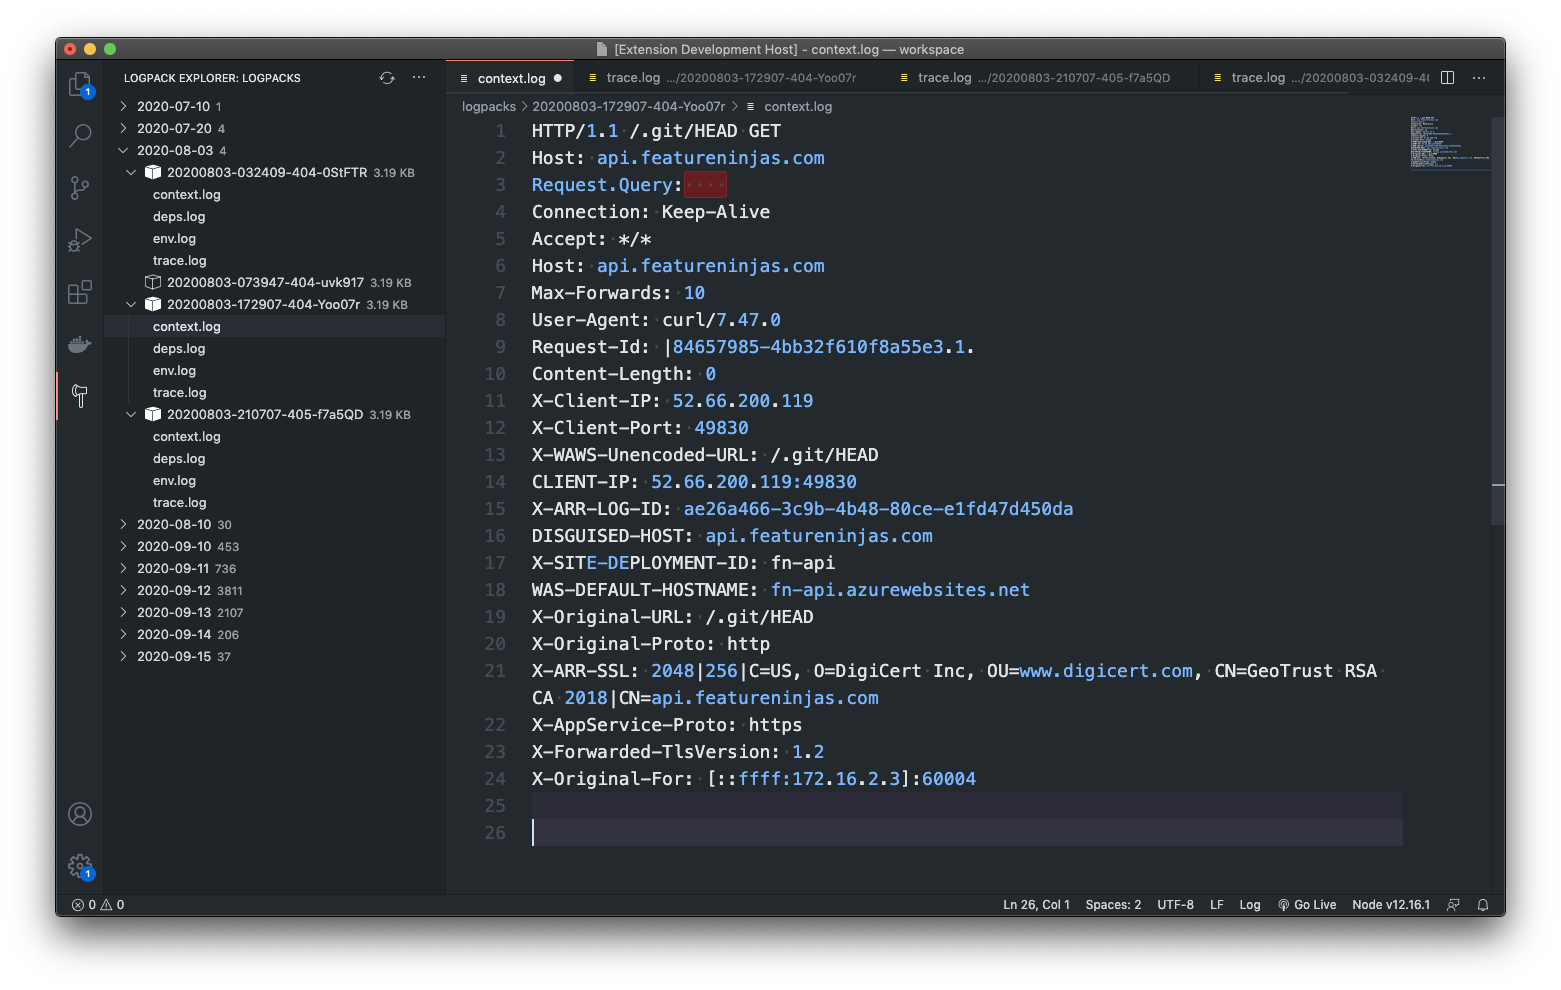 [Extension Development Host] - context.log — workspace
LOGPACK EXPLORER: LOGPACKS
1
2020-07-10 1
2020-07-20 4
2020-08-03 4
20200803-032409-404-0StFTR 3.19 KB
context.log
deps.log
env.log
trace.log
20200803-073947-404-uvk917 3.19 KB
20200803-172907-404-Yoo07r 3.19 KB
context.log
deps.log
env.log
trace.log
20200803-210707-405-f7a5QD 3.19 KB
context.log
deps.log
env.log
trace.log
2020-08-10 30
2020-09-10 453
2020-09-11 736
2020-09-12 3811
2020-09-13 2107
2020-09-14 206
2020-09-15 37
1
context.log
trace.log .../20200803-172907-404-Yoo07r
trace.log .../20200803-210707-405-f7a5QD
trace.log .../20200803-032409-4
logpacks > 20200803-172907-404-Yoo07r > context.log
1 HTTP/1.1 /.git/HEAD GET
2 Host: api.featureninjas.com
3 Request.Query:
4 Connection: Keep-Alive
5 Accept: */*
6 Host: api.featureninjas.com
7 Max-Forwards: 10
8 User-Agent: curl/7.47.0
9 Request-Id: |84657985-4bb32f610f8a55e3.1.
10 Content-Length: 0
11 X-Client-IP: 52.66.200.119
12 X-Client-Port: 49830
13 X-WAWS-Unencoded-URL: /.git/HEAD
14 CLIENT-IP: 52.66.200.119:49830
15 X-ARR-LOG-ID: ae26a466-3c9b-4b48-80ce-e1fd47d450da
16 DISGUISED-HOST: api.featureninjas.com
17 X-SITE-DEPLOYMENT-ID: fn-api
18 WAS-DEFAULT-HOSTNAME: fn-api.azurewebsites.net
19 X-Original-URL: /.git/HEAD
20 X-Original-Proto: http
21 X-ARR-SSL: 2048|256|C=US, O=DigiCert Inc, OU=www.digicert.com, CN=GeoTrust RSA
CA 2018|CN=api.featureninjas.com
22 X-AppService-Proto: https
23 X-Forwarded-TlsVersion: 1.2
24 X-Original-For: [::ffff:172.16.2.3]:60004
25
26
0 0
Ln 26, Col 1 Spaces: 2 UTF-8 LF Log Go Live Node v12.16.1